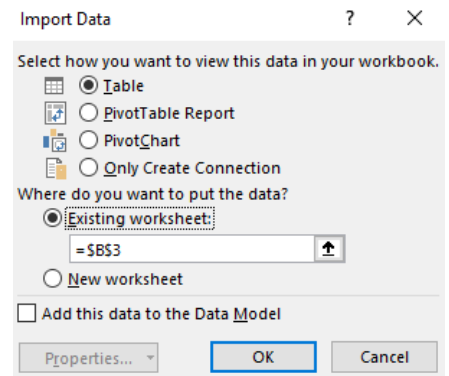 Import Data ? ×
Select how you want to view this data in your workbook.
Table
PivotTable Report
PivotChart
Only Create Connection
Where do you want to put the data?
Existing worksheet:
=$B$3
New worksheet
Add this data to the Data Model
Properties...
OK Cancel